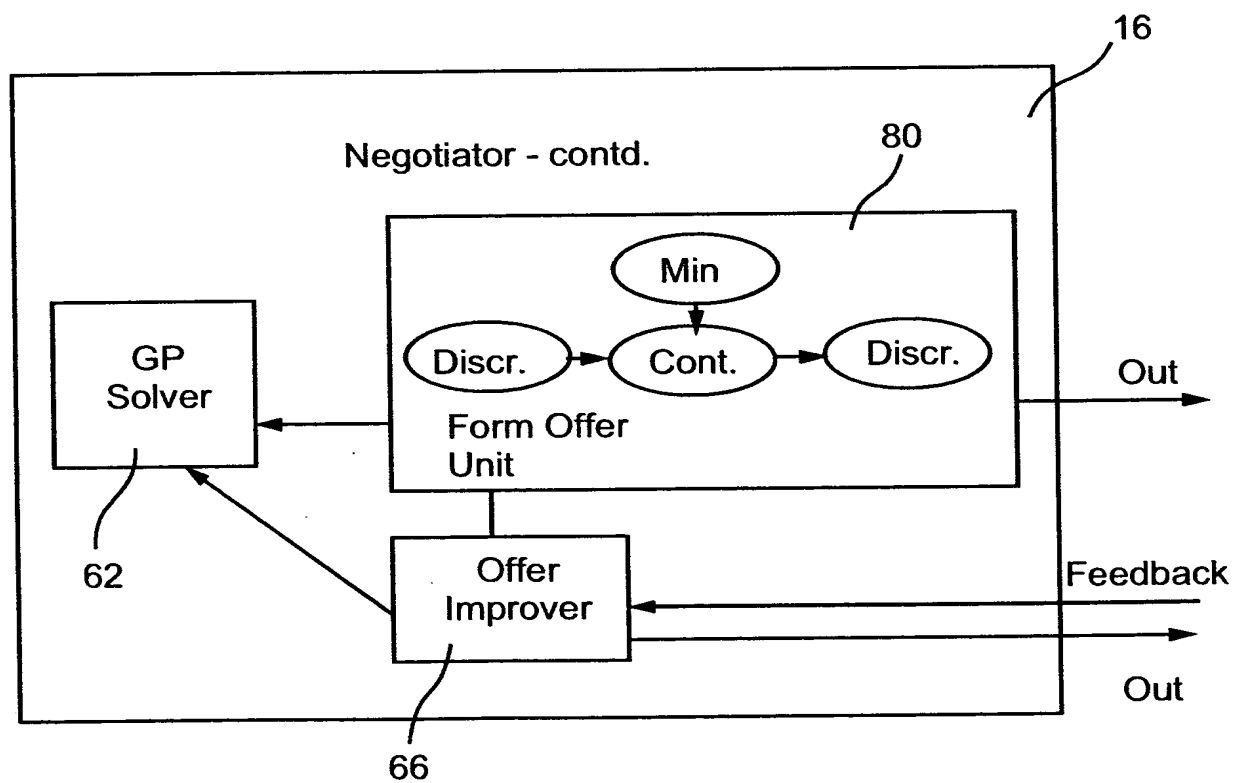 16
Negotiator - contd.
80
Min
Discr.
Cont.
Discr.
GP
Solver
Out
Form Offer
Unit
62
Offer
Improver
Feedback
Out
66